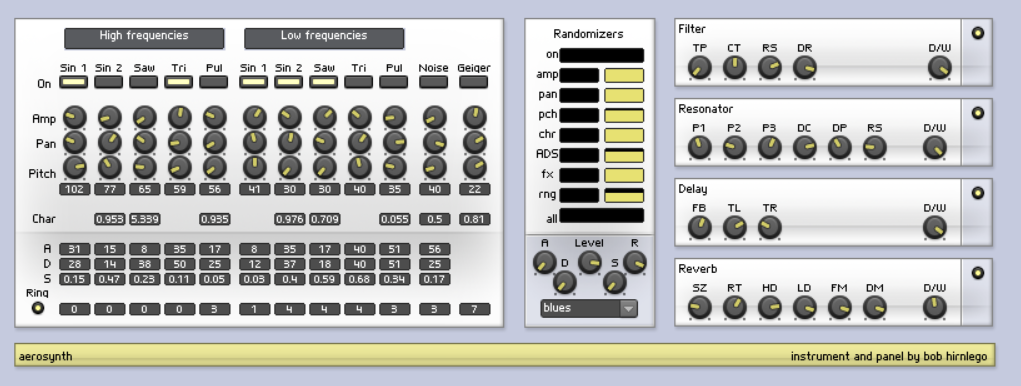 High frequencies Low frequencies
Sin 1 Sin 2 Saw Tri Pul Sin 1 Sin 2 Saw Tri Pul Noise Geiger
On
Amp
Pan
Pitch
102 77 65 59 56 41 30 30 40 35 40 22
Char 0.953 5.339 0.935 0.976 0.709 0.055 0.5 0.81
A 31 15 8 35 17 8 35 17 40 51 56
D 28 14 38 50 25 12 37 18 40 51 25
S 0.15 0.47 0.23 0.11 0.05 0.03 0.4 0.59 0.68 0.34 0.17
Ring
0 0 0 0 3 1 4 4 4 3 3 7
Randomizers
on
amp
pan
pch
chr
ADS
fx
rng
all
A Level R
D S
blues
Filter
TP CT RS DR D/W
Resonator
P1 P2 P3 DC DP RS D/W
Delay
FB TL TR D/W
Reverb
SZ RT HD LD FM DM D/W
aerosynth instrument and panel by bob hirnlego